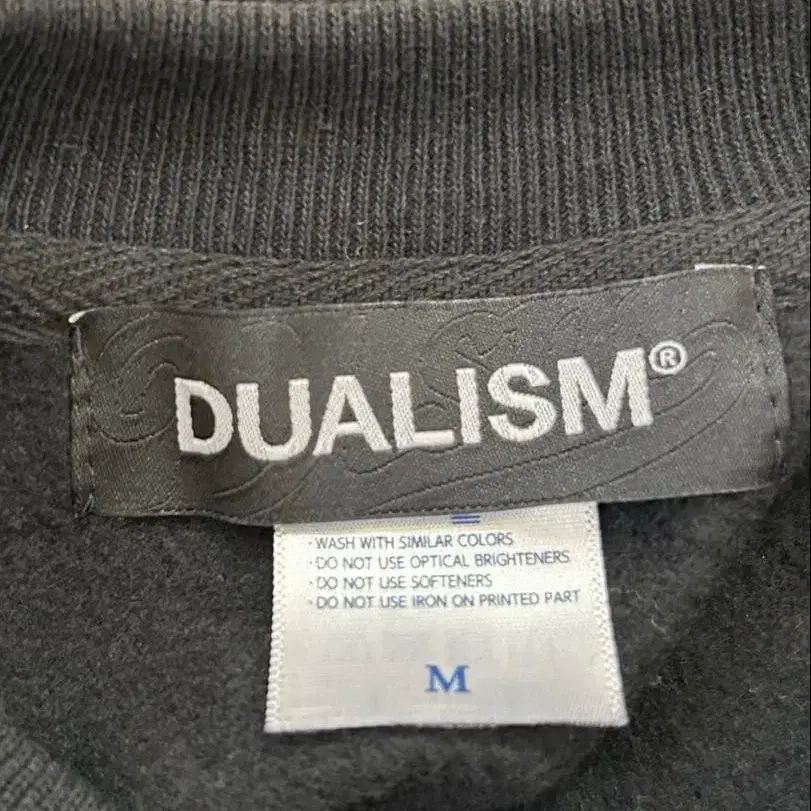 DUALISM®
· WASH WITH SIMILAR COLORS
· DO NOT USE OPTICAL BRIGHTENERS
· DO NOT USE SOFTENERS
· DO NOT USE IRON ON PRINTED PART
M